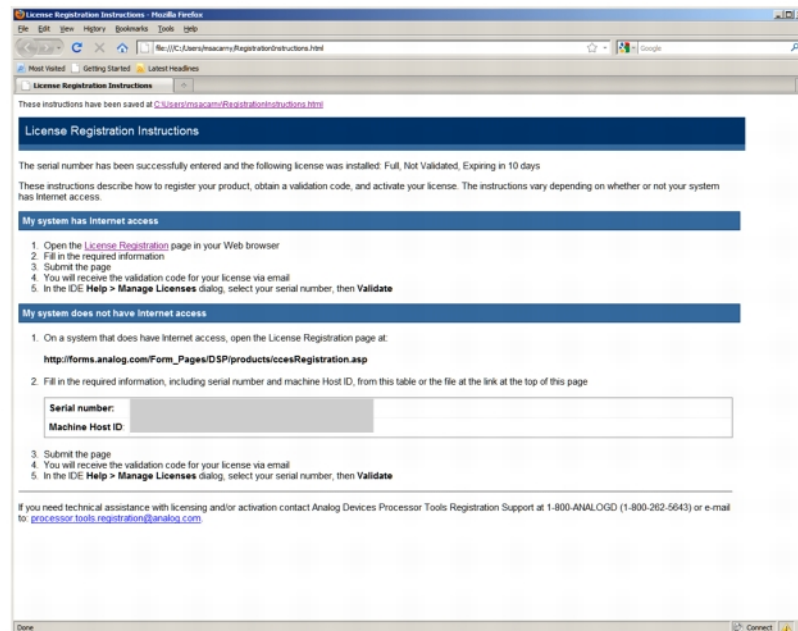 License Registration Instructions - Mozilla Firefox
File Edit View History Bookmarks Tools Help
file:///C:/Users/msacarny/RegistrationInstructions.html
Google
Most Visited Getting Started Latest Headlines
License Registration Instructions
These instructions have been saved at C:\Users\msacarny\RegistrationInstructions.html
License Registration Instructions
The serial number has been successfully entered and the following license was installed: Full, Not Validated, Expiring in 10 days
These instructions describe how to register your product, obtain a validation code, and activate your license. The instructions vary depending on whether or not your system
has Internet access.
My system has Internet access
1. Open the License Registration page in your Web browser
2. Fill in the required information
3. Submit the page
4. You will receive the validation code for your license via email
5. In the IDE Help > Manage Licenses dialog, select your serial number, then Validate
My system does not have Internet access
1. On a system that does have Internet access, open the License Registration page at:
http://forms.analog.com/Form_Pages/DSP/products/ccesRegistration.asp
2. Fill in the required information, including serial number and machine Host ID, from this table or the file at the link at the top of this page
Serial number:
Machine Host ID:
3. Submit the page
4. You will receive the validation code for your license via email
5. In the IDE Help > Manage Licenses dialog, select your serial number, then Validate
If you need technical assistance with licensing and/or activation contact Analog Devices Processor Tools Registration Support at 1-800-ANALOGD (1-800-262-5643) or e-mail
to: processor.tools.registration@analog.com.
Done
Connect